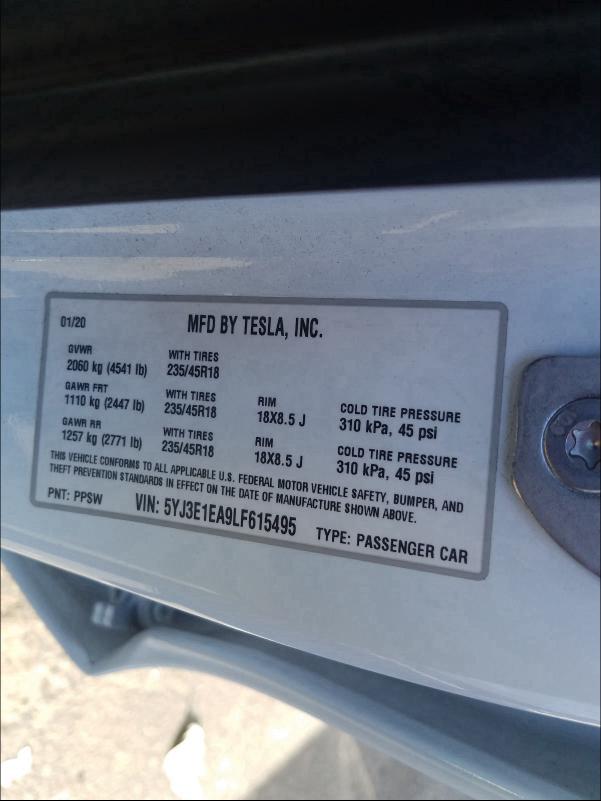 01/20 MFD BY TESLA, INC.
GVWR WITH TIRES
2060 kg (4541 lb) 235/45R18
GAWR FRT WITH TIRES RIM COLD TIRE PRESSURE
1110 kg (2447 lb) 235/45R18 18X8.5 J 310 kPa, 45 psi
GAWR RR WITH TIRES RIM COLD TIRE PRESSURE
1257 kg (2771 lb) 235/45R18 18X8.5 J 310 kPa, 45 psi
THIS VEHICLE CONFORMS TO ALL APPLICABLE U.S. FEDERAL MOTOR VEHICLE SAFETY, BUMPER, AND
THEFT PREVENTION STANDARDS IN EFFECT ON THE DATE OF MANUFACTURE SHOWN ABOVE.
PNT: PPSW VIN: 5YJ3E1EA9LF615495 TYPE: PASSENGER CAR